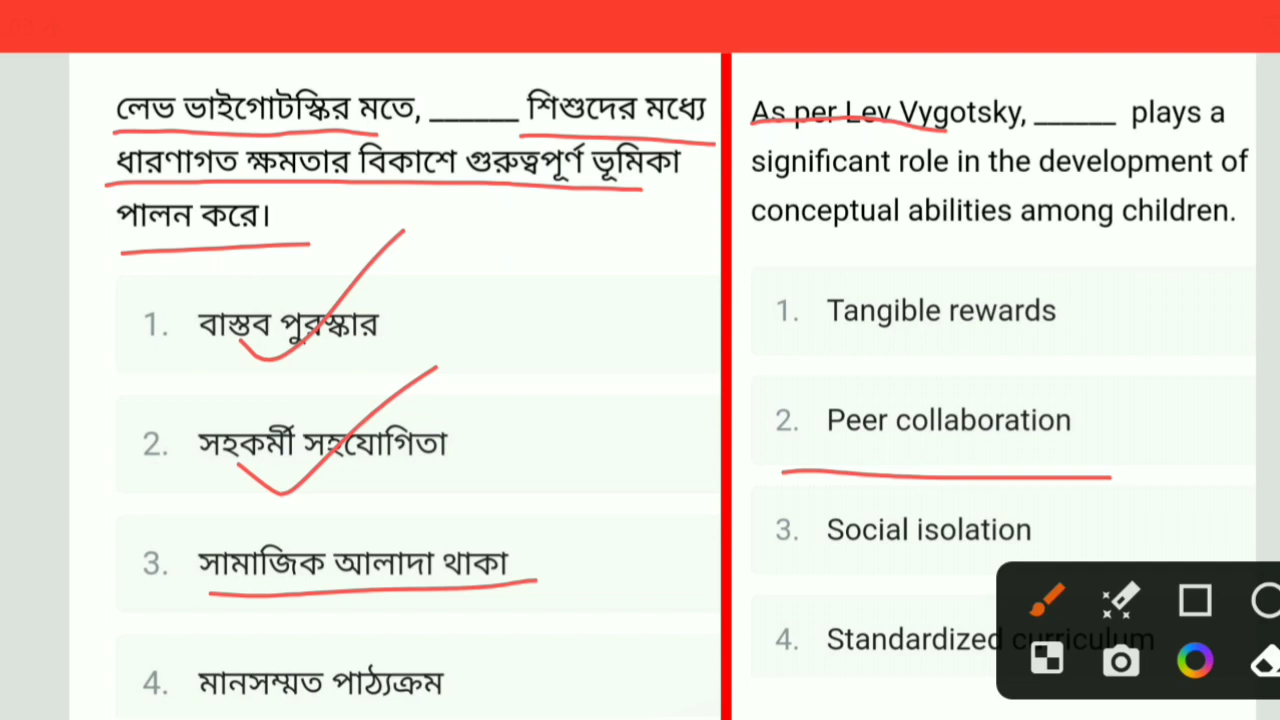 লেভ ভাইগোটস্কির মতে, ______ শিশুদের মধ্যে
ধারণাগত ক্ষমতার বিকাশে গুরুত্বপূর্ণ ভূমিকা
পালন করে।
1. বাস্তব পুরস্কার
2. সহকর্মী সহযোগিতা
3. সামাজিক আলাদা থাকা
4. মানসম্মত পাঠ্যক্রম
As per Lev Vygotsky, ______ plays a
significant role in the development of
conceptual abilities among children.
1. Tangible rewards
2. Peer collaboration
3. Social isolation
4. Standardized curriculum